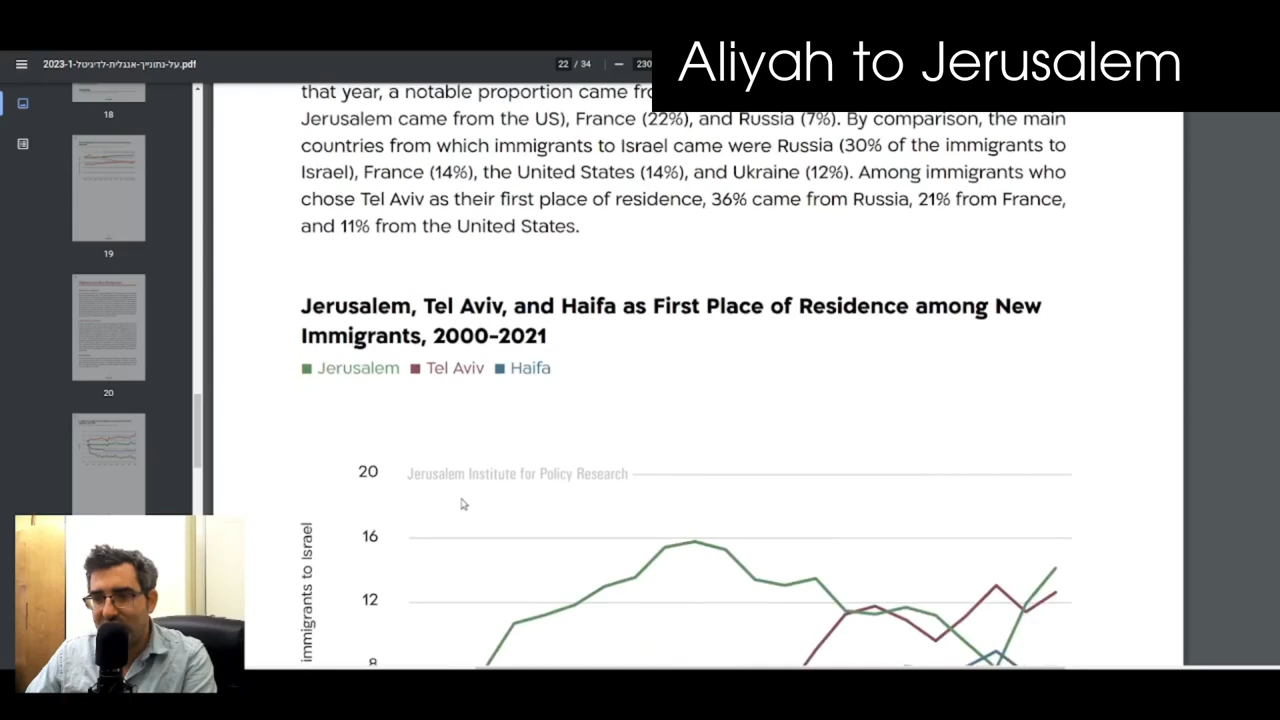 Aliyah to Jerusalem
2023-1-על-נתונייך-אנגלית-לדיגיטל.pdf
22 / 34
230
18
19
20
that year, a notable proportion came fr
Jerusalem came from the US), France (22%), and Russia (7%). By comparison, the main
countries from which immigrants to Israel came were Russia (30% of the immigrants to
Israel), France (14%), the United States (14%), and Ukraine (12%). Among immigrants who
chose Tel Aviv as their first place of residence, 36% came from Russia, 21% from France,
and 11% from the United States.
Jerusalem, Tel Aviv, and Haifa as First Place of Residence among New
Immigrants, 2000-2021
Jerusalem Tel Aviv Haifa
20
Jerusalem Institute for Policy Research
16
12
8
immigrants to Israel